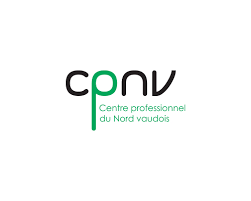 cpnv
Centre professionnel
du Nord vaudois